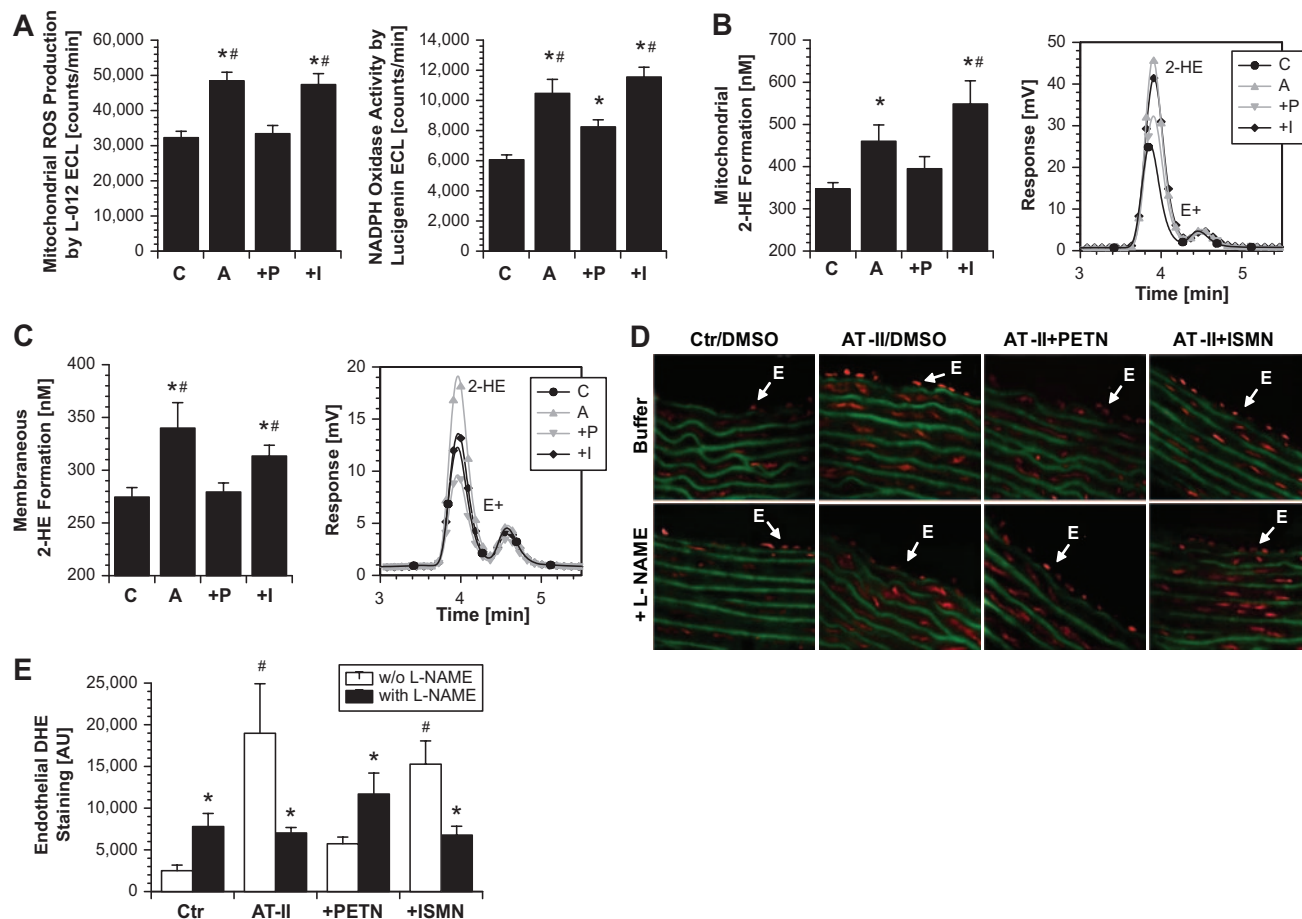 A
Mitochondrial ROS Production
by L-012 ECL [counts/min]
60,000
50,000
40,000
30,000
20,000
10,000
0
*#
*#
C A +P +I
NADPH Oxidase Activity by
Lucigenin ECL [counts/min]
14,000
12,000
10,000
8,000
6,000
4,000
2,000
0
*#
*
*#
C A +P +I
B
Mitochondrial
2-HE Formation [nM]
700
600
500
400
300
200
*
*#
C A +P +I
Response [mV]
50
40
30
20
10
0
2-HE
E+
C
A
+P
+I
3 4 5
Time [min]
C
Membraneous
2-HE Formation [nM]
400
350
300
250
200
*#
*#
C A +P +I
Response [mV]
20
15
10
5
0
2-HE
E+
C
A
+P
+I
3 4 5
Time [min]
D
Ctr/DMSO AT-II/DMSO AT-II+PETN AT-II+ISMN
Buffer
E E E E
+ L-NAME
E E E E
E
Endothelial DHE
Staining [AU]
25,000
20,000
15,000
10,000
5,000
0
w/o L-NAME
with L-NAME
*
#
*
*
#
*
Ctr AT-II +PETN +ISMN